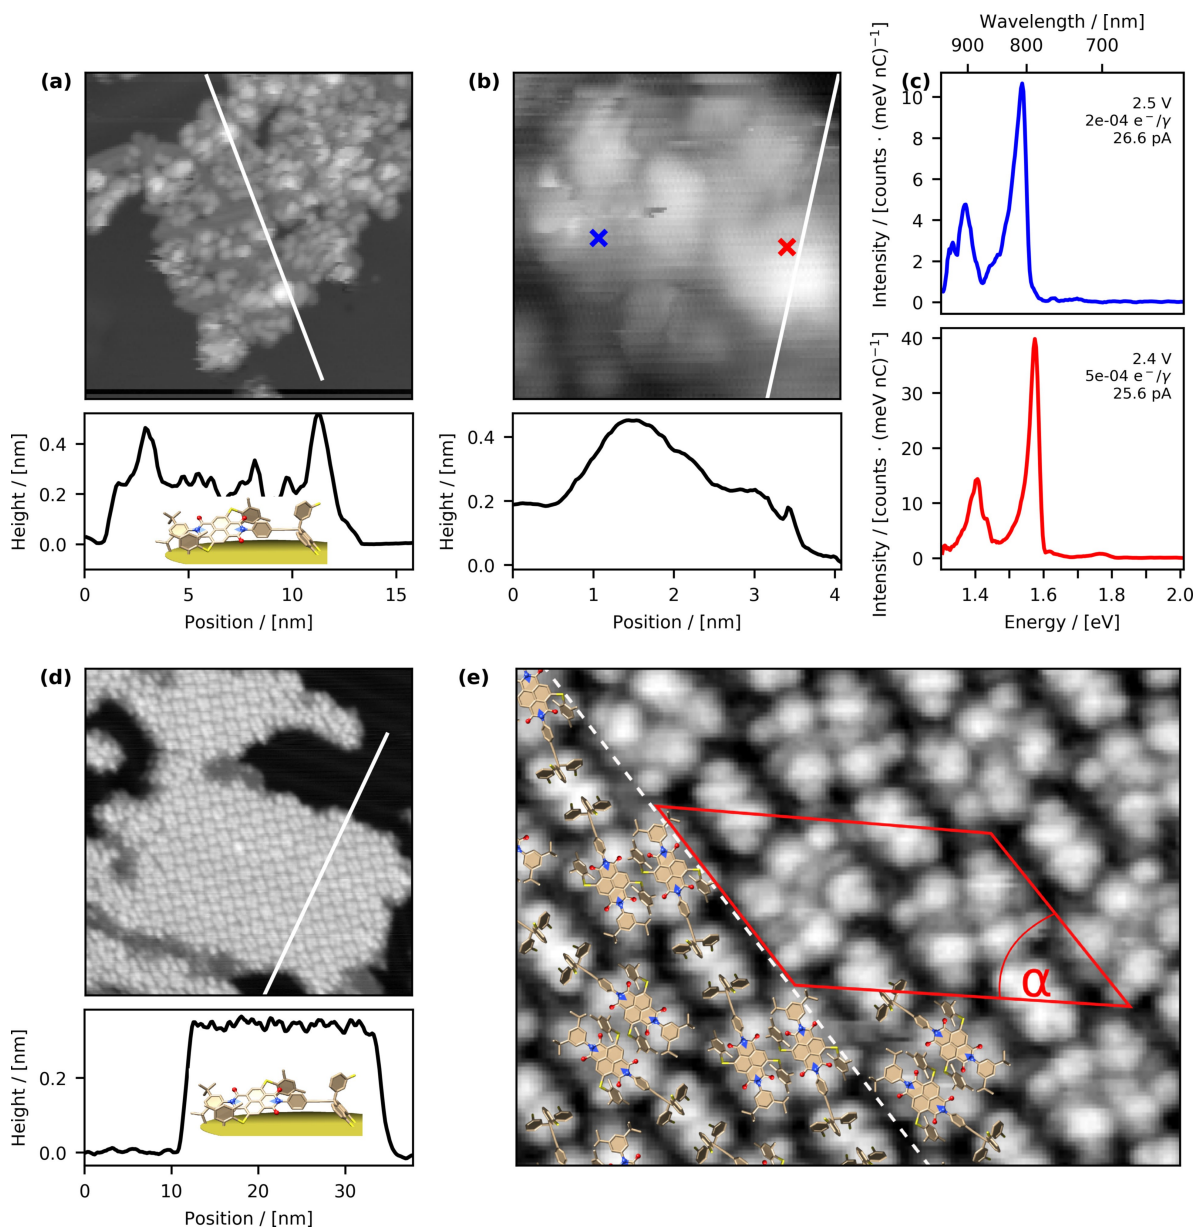 (a)
Height / [nm]
0.4
0.2
0.0
0
5
10
15
Position / [nm]
(b)
Height / [nm]
0.4
0.2
0.0
0
1
2
3
4
Position / [nm]
Wavelength / [nm]
900
800
700
(c)
Intensity / [counts · (meV nC)⁻¹]
10
8
6
4
2
0
2.5 V
2e-04 e⁻/γ
26.6 pA
Intensity / [counts · (meV nC)⁻¹]
40
30
20
10
0
2.4 V
5e-04 e⁻/γ
25.6 pA
1.4
1.6
1.8
2.0
Energy / [eV]
(d)
Height / [nm]
0.2
0.0
0
10
20
30
Position / [nm]
(e)
α